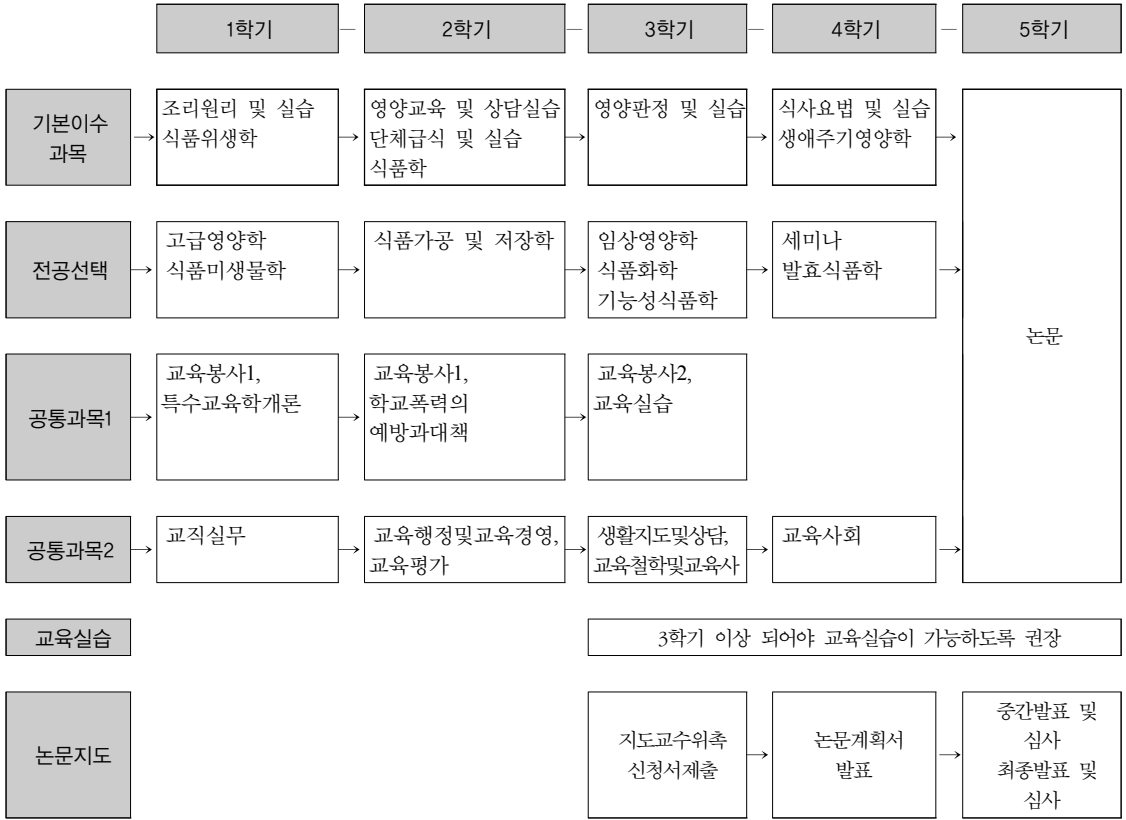 1학기 — 2학기 — 3학기 — 4학기 — 5학기
기본이수
과목
→
조리원리 및 실습
식품위생학
→
영양교육 및 상담실습
단체급식 및 실습
식품학
→
영양판정 및 실습
→
식사요법 및 실습
생애주기영양학
→
논문
전공선택
→
고급영양학
식품미생물학
→
식품가공 및 저장학
→
임상영양학
식품화학
기능성식품학
→
세미나
발효식품학
→
공통과목1
→
교육봉사1,
특수교육학개론
→
교육봉사1,
학교폭력의
예방과대책
→
교육봉사2,
교육실습
공통과목2
→
교직실무
→
교육행정및교육경영,
교육평가
→
생활지도및상담,
교육철학및교육사
→
교육사회
→
교육실습
3학기 이상 되어야 교육실습이 가능하도록 권장
논문지도
지도교수위촉
신청서제출
→
논문계획서
발표
→
중간발표 및
심사
최종발표 및
심사